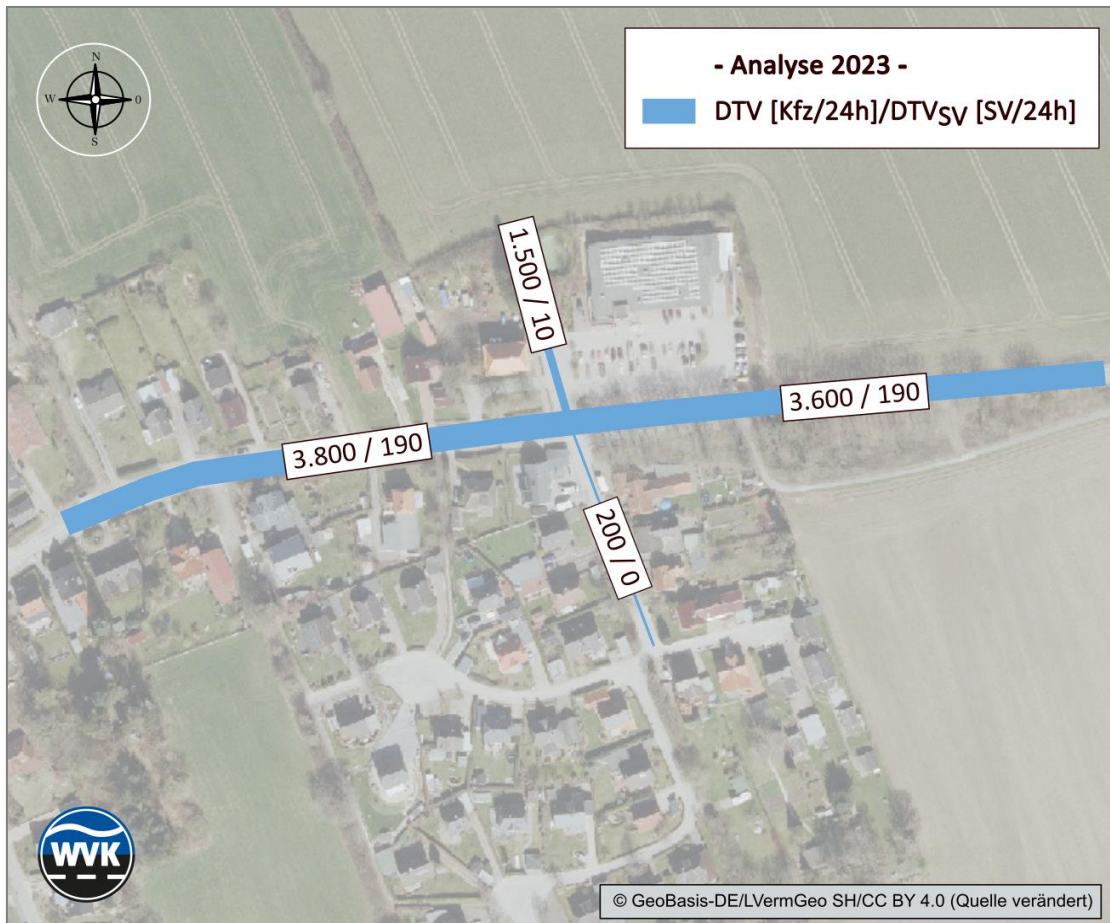 - Analyse 2023 -
DTV [Kfz/24h]/DTVSV [SV/24h]
N
W
O
S
1.500 / 10
3.600 / 190
3.800 / 190
200 / 0
WVK
© GeoBasis-DE/LVermGeo SH/CC BY 4.0 (Quelle verändert)